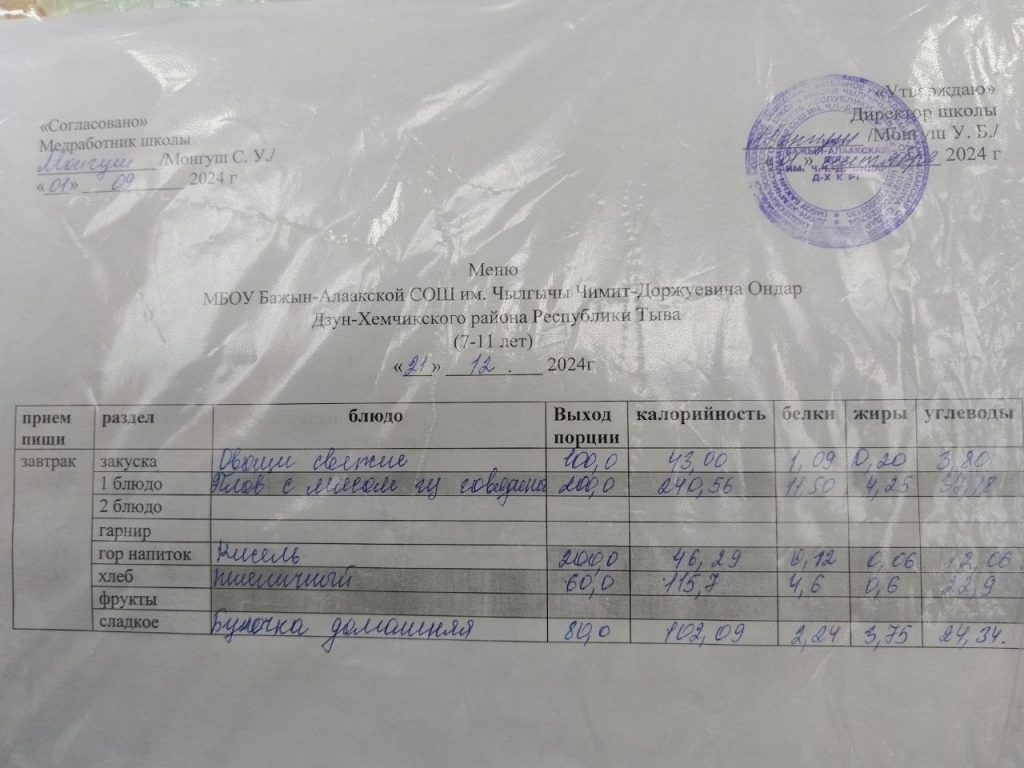 «Согласовано»
Медработник школы
Монгуш /Монгуш С. У./
«01» 09 2024 г
«Утверждаю»
Директор школы
/Монгуш У. Б./
сентября 2024 г
БАЖЫН-АЛААКСКАЯ
Д-Х К Р
Меню
МБОУ Бажын-Алаакской СОШ им. Чылгычы Чимит-Доржуевича Ондар
Дзун-Хемчикского района Республики Тыва
(7-11 лет)
«21» 12. 2024г
прием пищи раздел блюдо Выход порции калорийность белки жиры углеводы
завтрак закуска Овощи свежие 100,0 43,00 1,09 0,20 3,80
1 блюдо Плов с мясом гц говядина 200,0 240,56 11,50 4,25
2 блюдо
гарнир
гор напиток Кисель 200,0 46,29 0,12 0,06 12,06
хлеб пшеничный 60,0 115,7 4,6 0,6 22,9
фрукты
сладкое Булочка домашняя 80,0 102,09 2,24 3,75 24,34.